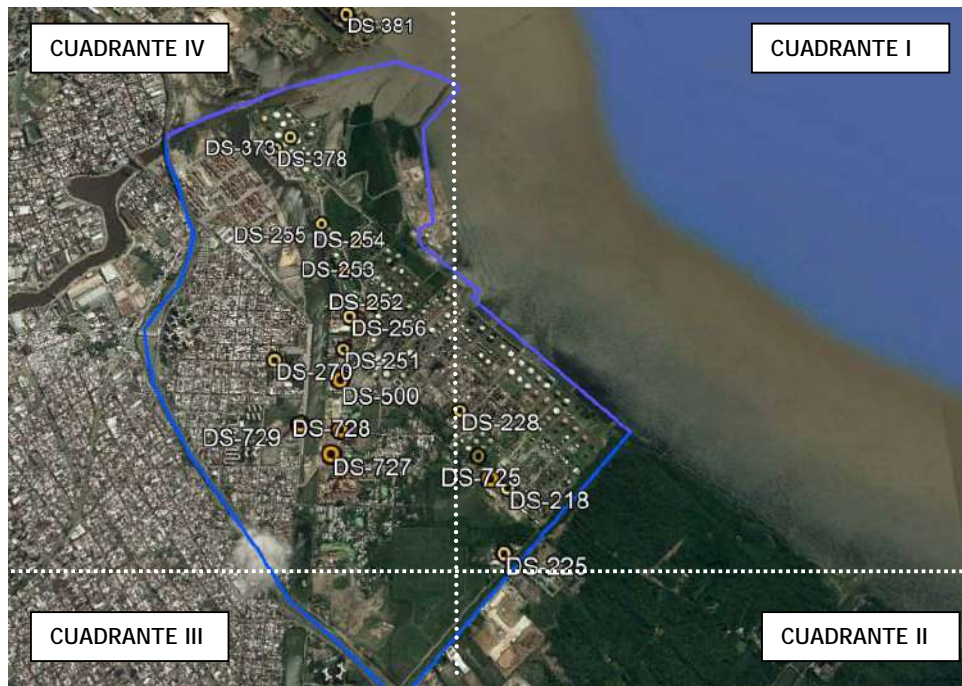 DS-381
CUADRANTE IV
CUADRANTE I
DS-373
DS-378
DS-255
DS-254
DS-253
DS-252
DS-256
DS-251
DS-270
DS-500
DS-228
DS-729
DS-728
DS-727
DS-725
DS-218
DS-225
CUADRANTE III
CUADRANTE II